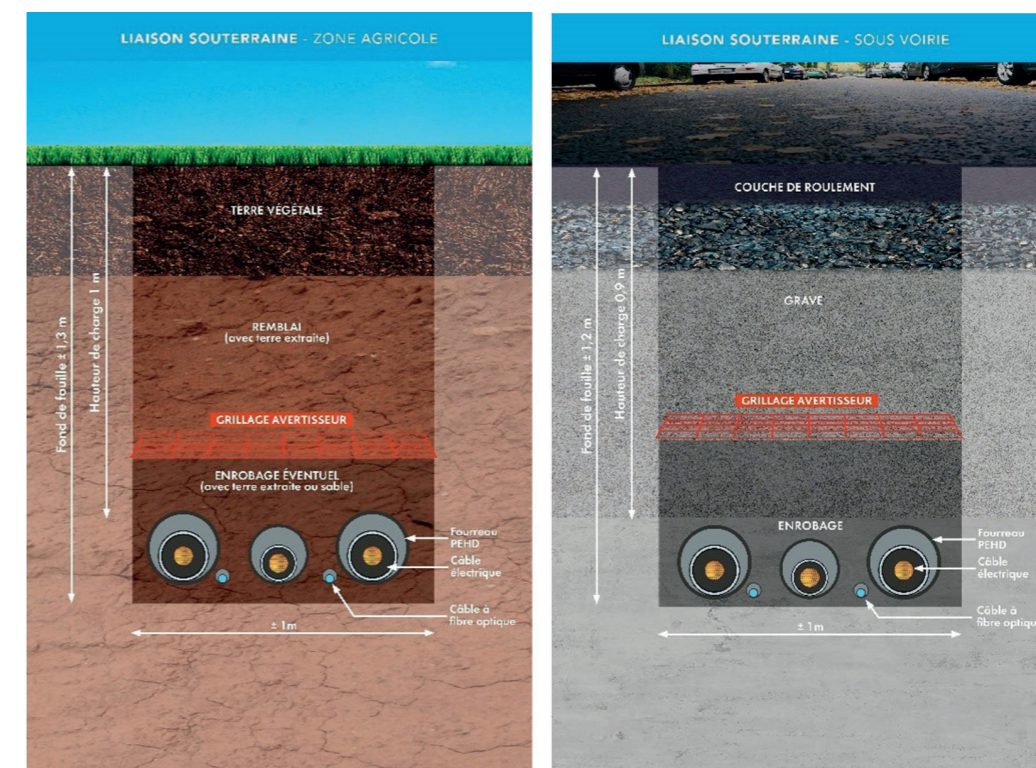 LIAISON SOUTERRAINE - ZONE AGRICOLE
TERRE VÉGÉTALE
Fond de fouille ± 1,3 m
Hauteur de charge 1 m
REMBLAI
(avec terre extraite)
GRILLAGE AVERTISSEUR
ENROBAGE ÉVENTUEL
(avec terre extraite ou sable)
Fourreau
PEHD
Câble
électrique
Câble à
fibre optique
± 1m
LIAISON SOUTERRAINE - SOUS VOIRIE
COUCHE DE ROULEMENT
Fond de fouille ± 1,2 m
Hauteur de charge 0,9 m
GRAVE
GRILLAGE AVERTISSEUR
ENROBAGE
Fourreau
PEHD
Câble
électrique
Câble à
fibre optiqu
± 1m